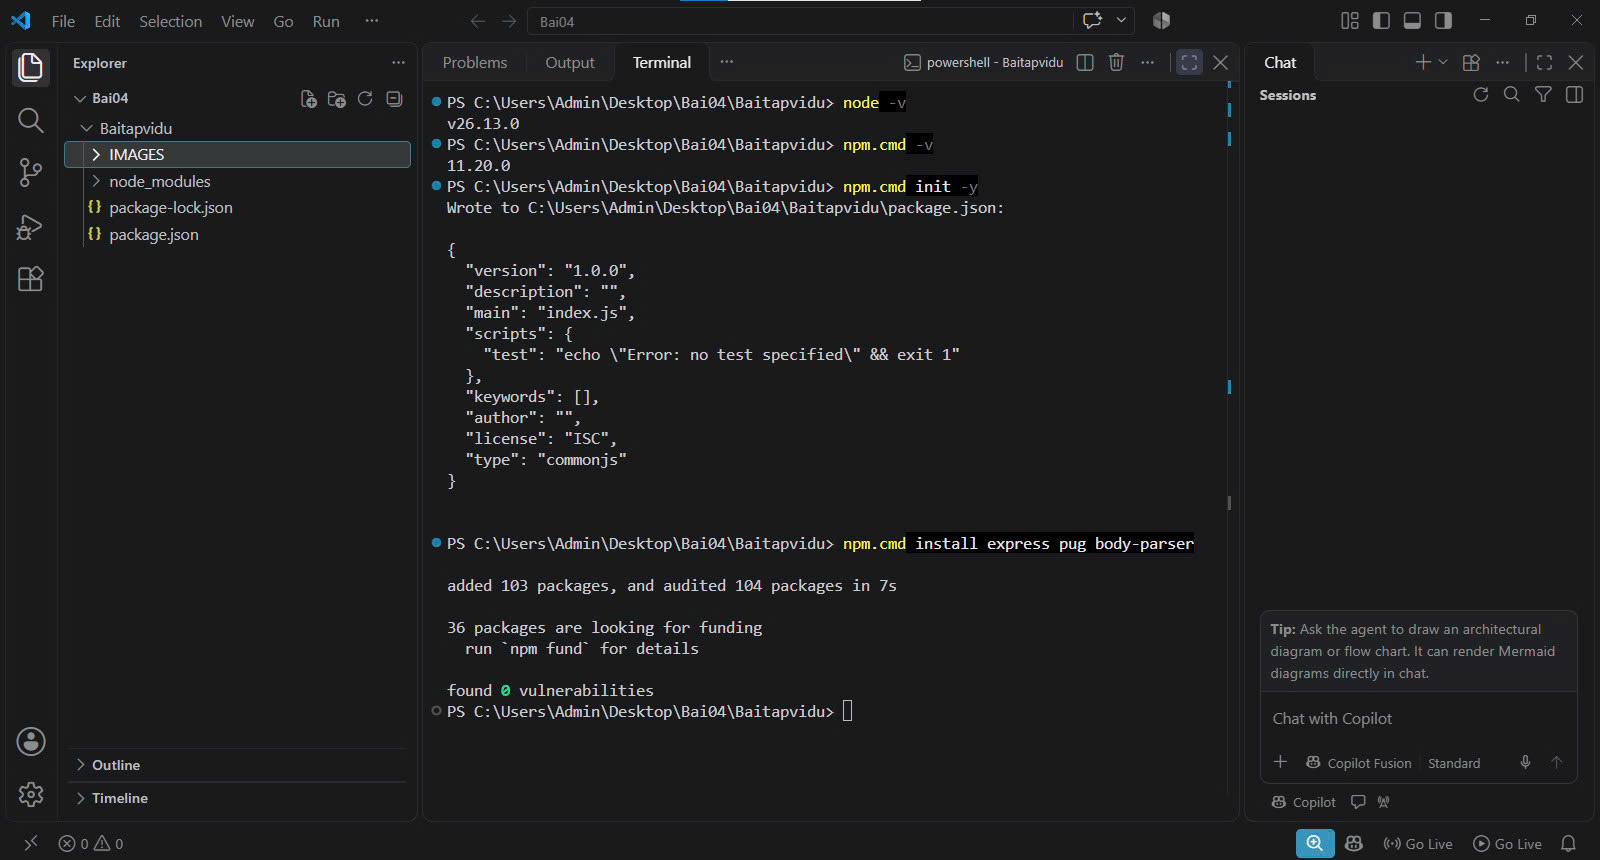 File Edit Selection View Go Run ···
Bai04
Explorer
Bai04
Baitapvidu
IMAGES
node_modules
{} package-lock.json
{} package.json
Outline
Timeline
Problems Output Terminal ···
powershell - Baitapvidu
PS C:\Users\Admin\Desktop\Bai04\Baitapvidu> node -v
v26.13.0
PS C:\Users\Admin\Desktop\Bai04\Baitapvidu> npm.cmd -v
11.20.0
PS C:\Users\Admin\Desktop\Bai04\Baitapvidu> npm.cmd init -y
Wrote to C:\Users\Admin\Desktop\Bai04\Baitapvidu\package.json:
{
"version": "1.0.0",
"description": "",
"main": "index.js",
"scripts": {
"test": "echo \"Error: no test specified\" && exit 1"
},
"keywords": [],
"author": "",
"license": "ISC",
"type": "commonjs"
}
PS C:\Users\Admin\Desktop\Bai04\Baitapvidu> npm.cmd install express pug body-parser
added 103 packages, and audited 104 packages in 7s
36 packages are looking for funding
run `npm fund` for details
found 0 vulnerabilities
PS C:\Users\Admin\Desktop\Bai04\Baitapvidu>
Chat
Sessions
Tip: Ask the agent to draw an architectural
diagram or flow chart. It can render Mermaid
diagrams directly in chat.
Chat with Copilot
Copilot Fusion Standard
Copilot
0 0
Go Live Go Live